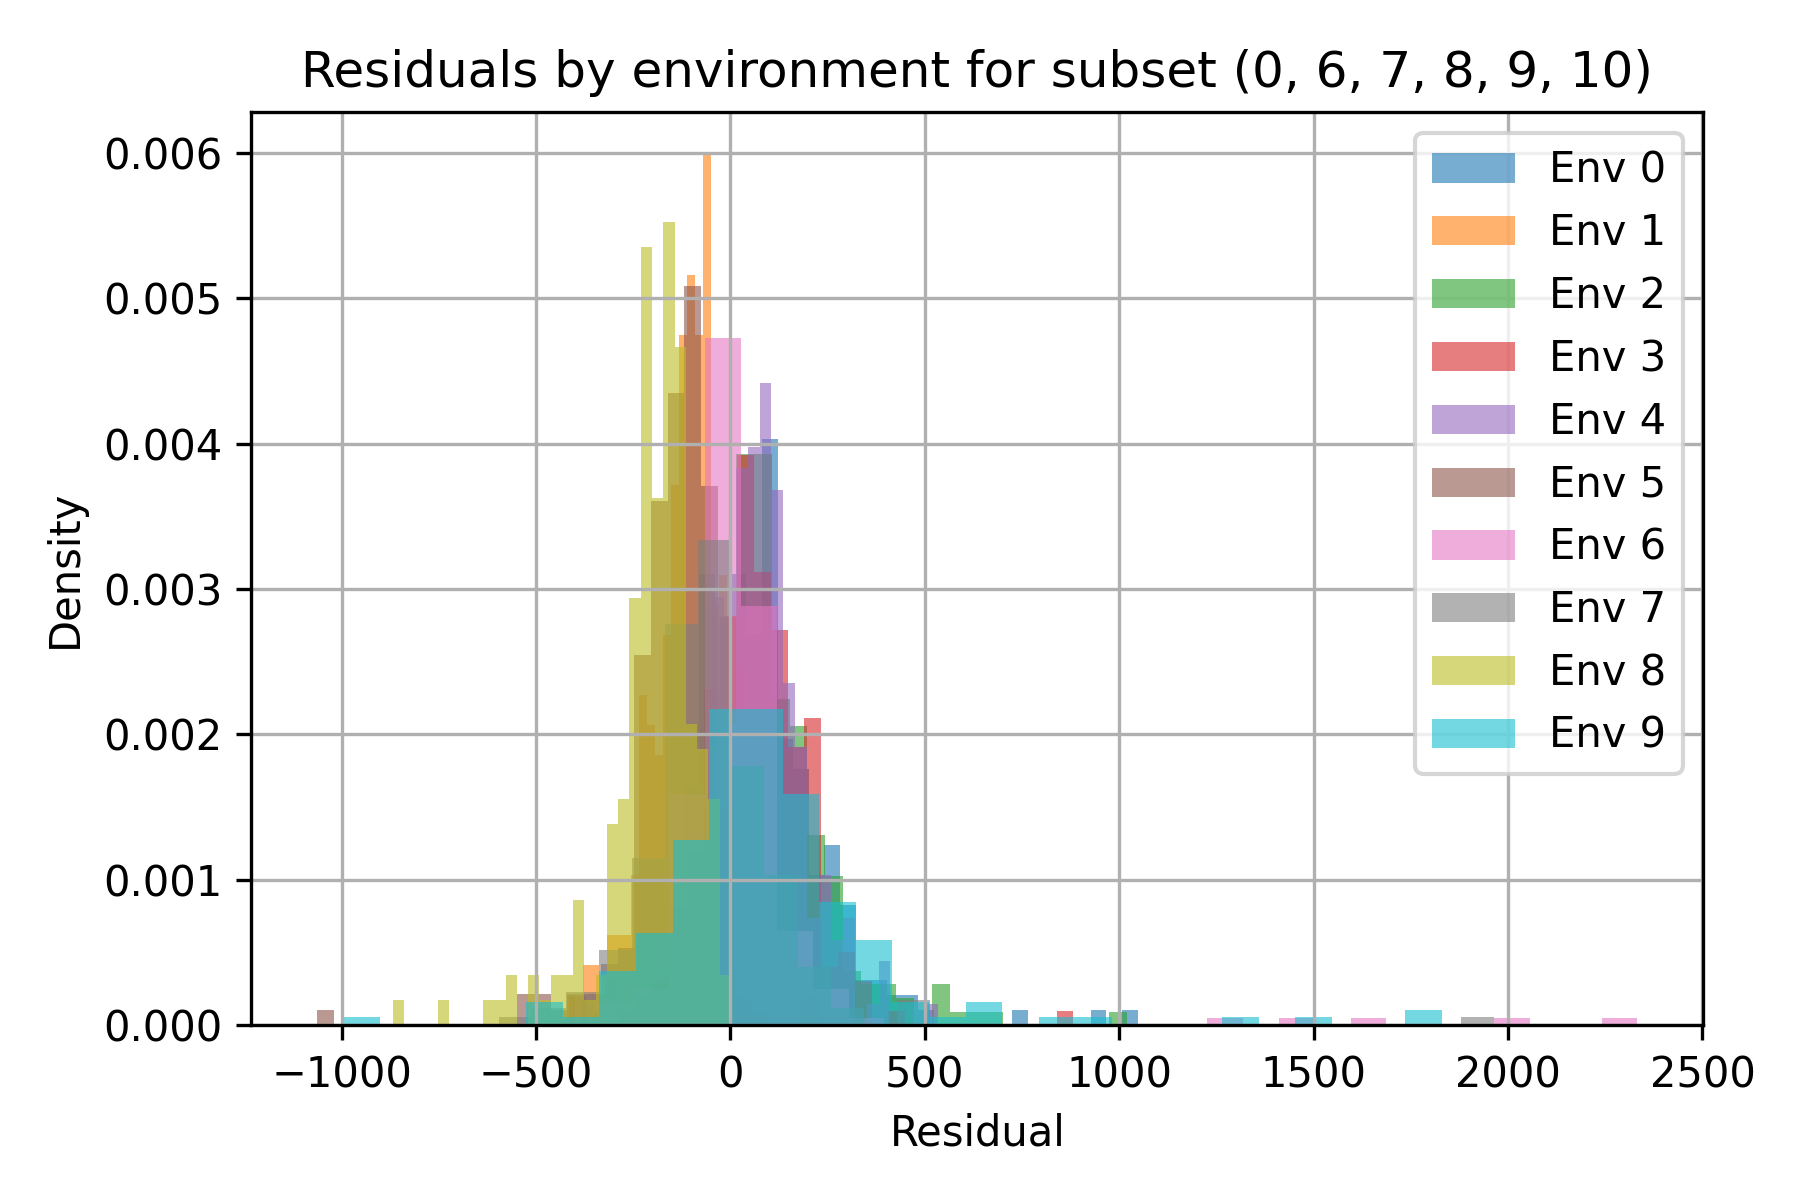 Residuals by environment for subset (0, 6, 7, 8, 9, 10)
0.006
0.005
0.004
0.003
0.002
0.001
0.000
Density
Env 0
Env 1
Env 2
Env 3
Env 4
Env 5
Env 6
Env 7
Env 8
Env 9
−1000
−500
0
500
1000
1500
2000
2500
Residual